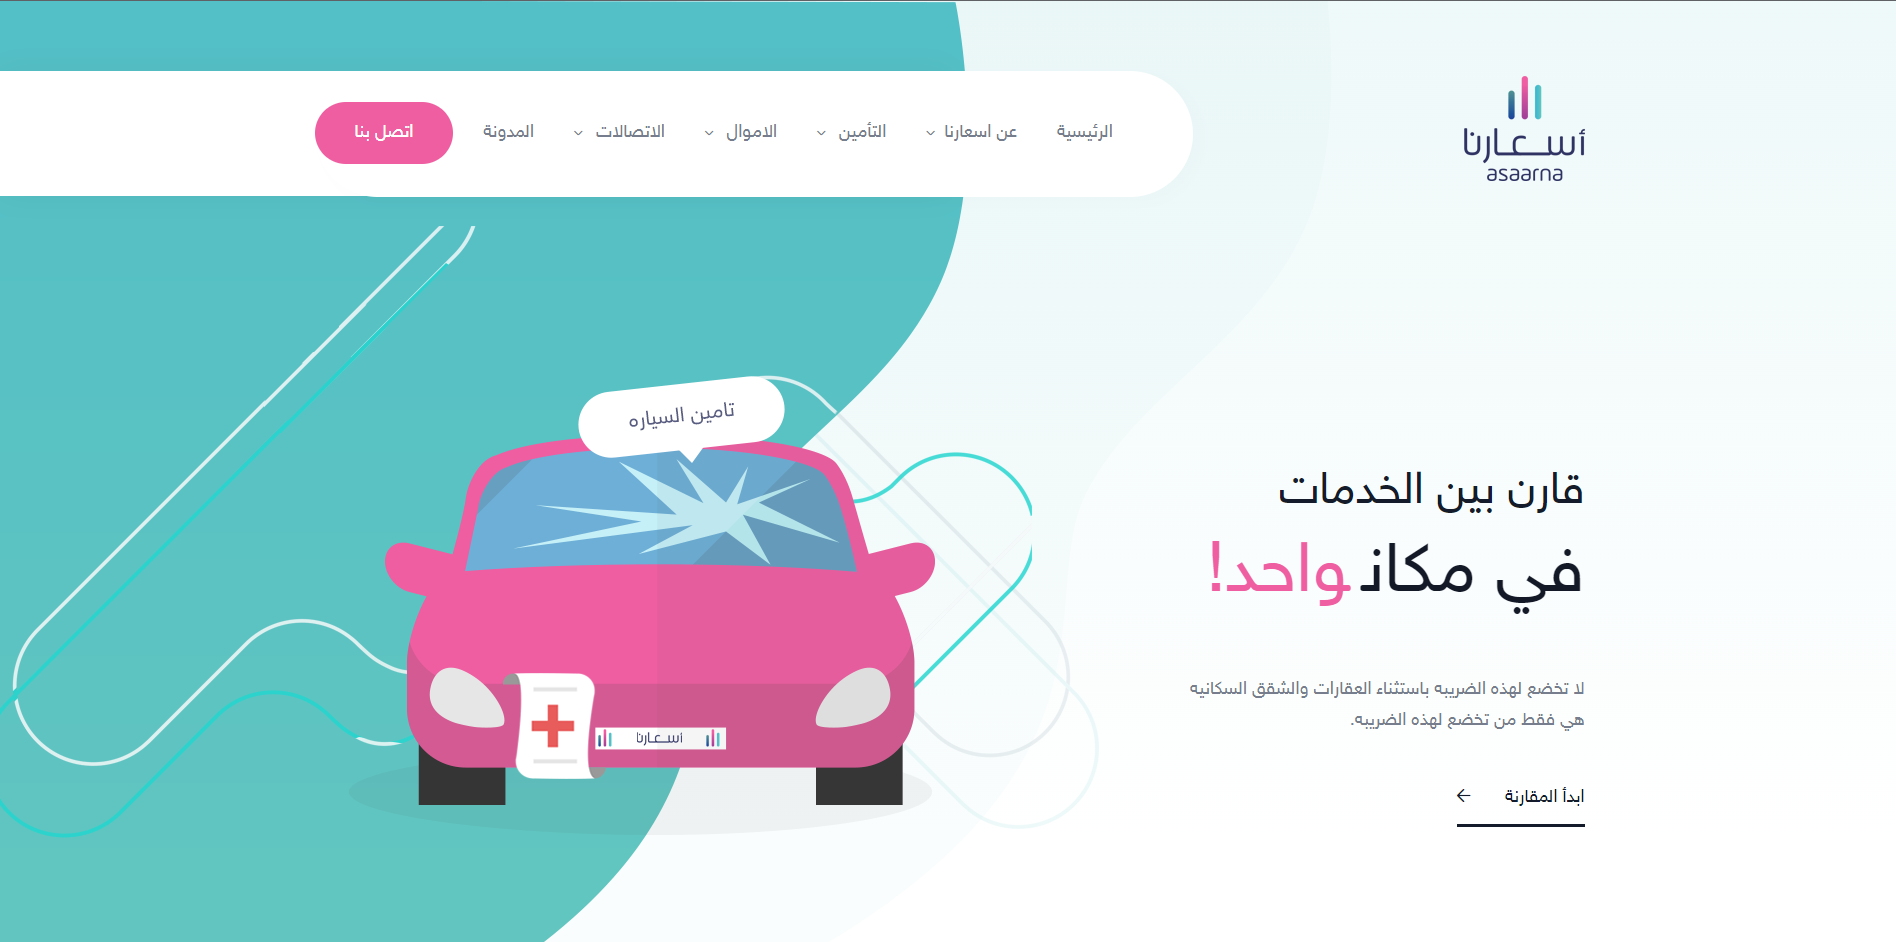 أسعارنا
asaarna
الرئيسية
عن اسعارنا
التأمين
الاموال
الاتصالات
المدونة
اتصل بنا
تامين السياره
قارن بين الخدمات
في مكان واحد!
لا تخضع لهذه الضريبه باستثناء العقارات والشقق السكانيه
هي فقط من تخضع لهذه الضريبه.
ابدأ المقارنة
أسعارنا